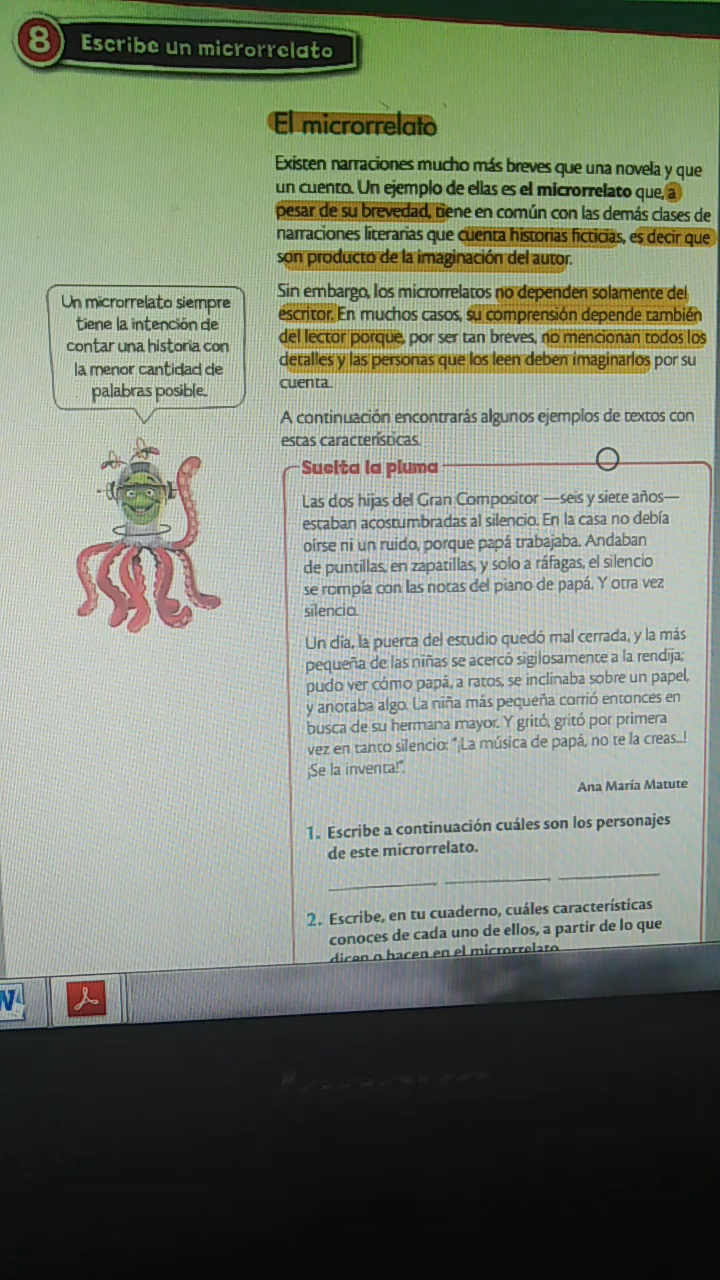 8 Escribe un microrrelato
El microrrelato
Existen narraciones mucho más breves que una novela y que
un cuento. Un ejemplo de ellas es el microrrelato que, a
pesar de su brevedad, tiene en común con las demás clases de
narraciones literarias que cuenta historias ficticias, es decir que
son producto de la imaginación del autor.
Sin embargo, los microrrelatos no dependen solamente del
escritor. En muchos casos, su comprensión depende también
del lector porque, por ser tan breves, no mencionan todos los
detalles y las personas que los leen deben imaginarlos por su
cuenta.
Un microrrelato siempre
tiene la intención de
contar una historia con
la menor cantidad de
palabras posible.
A continuación encontrarás algunos ejemplos de textos con
estas características.
Suelta la pluma
Las dos hijas del Gran Compositor —seis y siete años—
estaban acostumbradas al silencio. En la casa no debía
oírse ni un ruido, porque papá trabajaba. Andaban
de puntillas, en zapatillas, y solo a ráfagas, el silencio
se rompía con las notas del piano de papá. Y otra vez
silencio.
Un día, la puerta del estudio quedó mal cerrada, y la más
pequeña de las niñas se acercó sigilosamente a la rendija;
pudo ver cómo papá, a ratos, se inclinaba sobre un papel,
y anotaba algo. La niña más pequeña corrió entonces en
busca de su hermana mayor. Y gritó, gritó por primera
vez en tanto silencio: "¡La música de papá, no te la creas...!
¡Se la inventa!".
Ana María Matute
1. Escribe a continuación cuáles son los personajes
de este microrrelato.
2. Escribe, en tu cuaderno, cuáles características
conoces de cada uno de ellos, a partir de lo que
dicen o hacen en el microrrelato
W